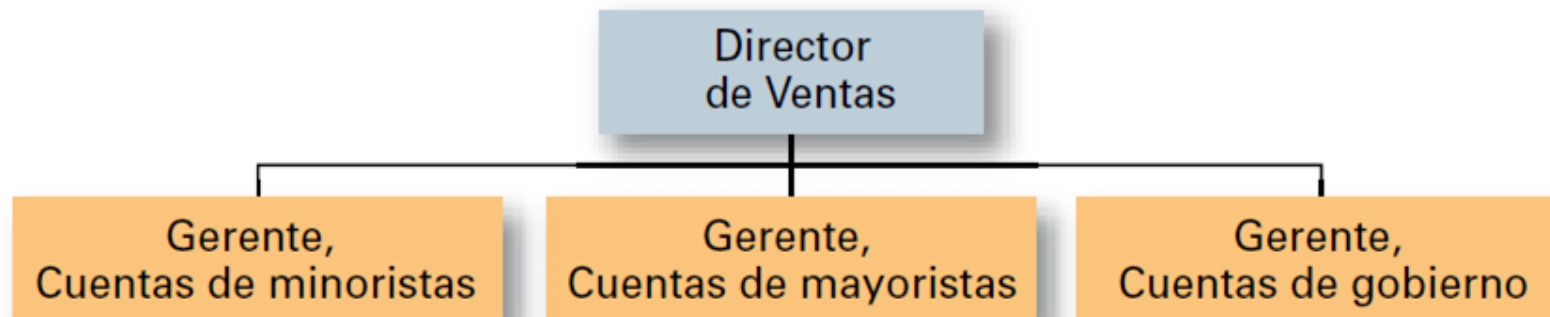 Director
de Ventas
Gerente,
Cuentas de minoristas
Gerente,
Cuentas de mayoristas
Gerente,
Cuentas de gobierno